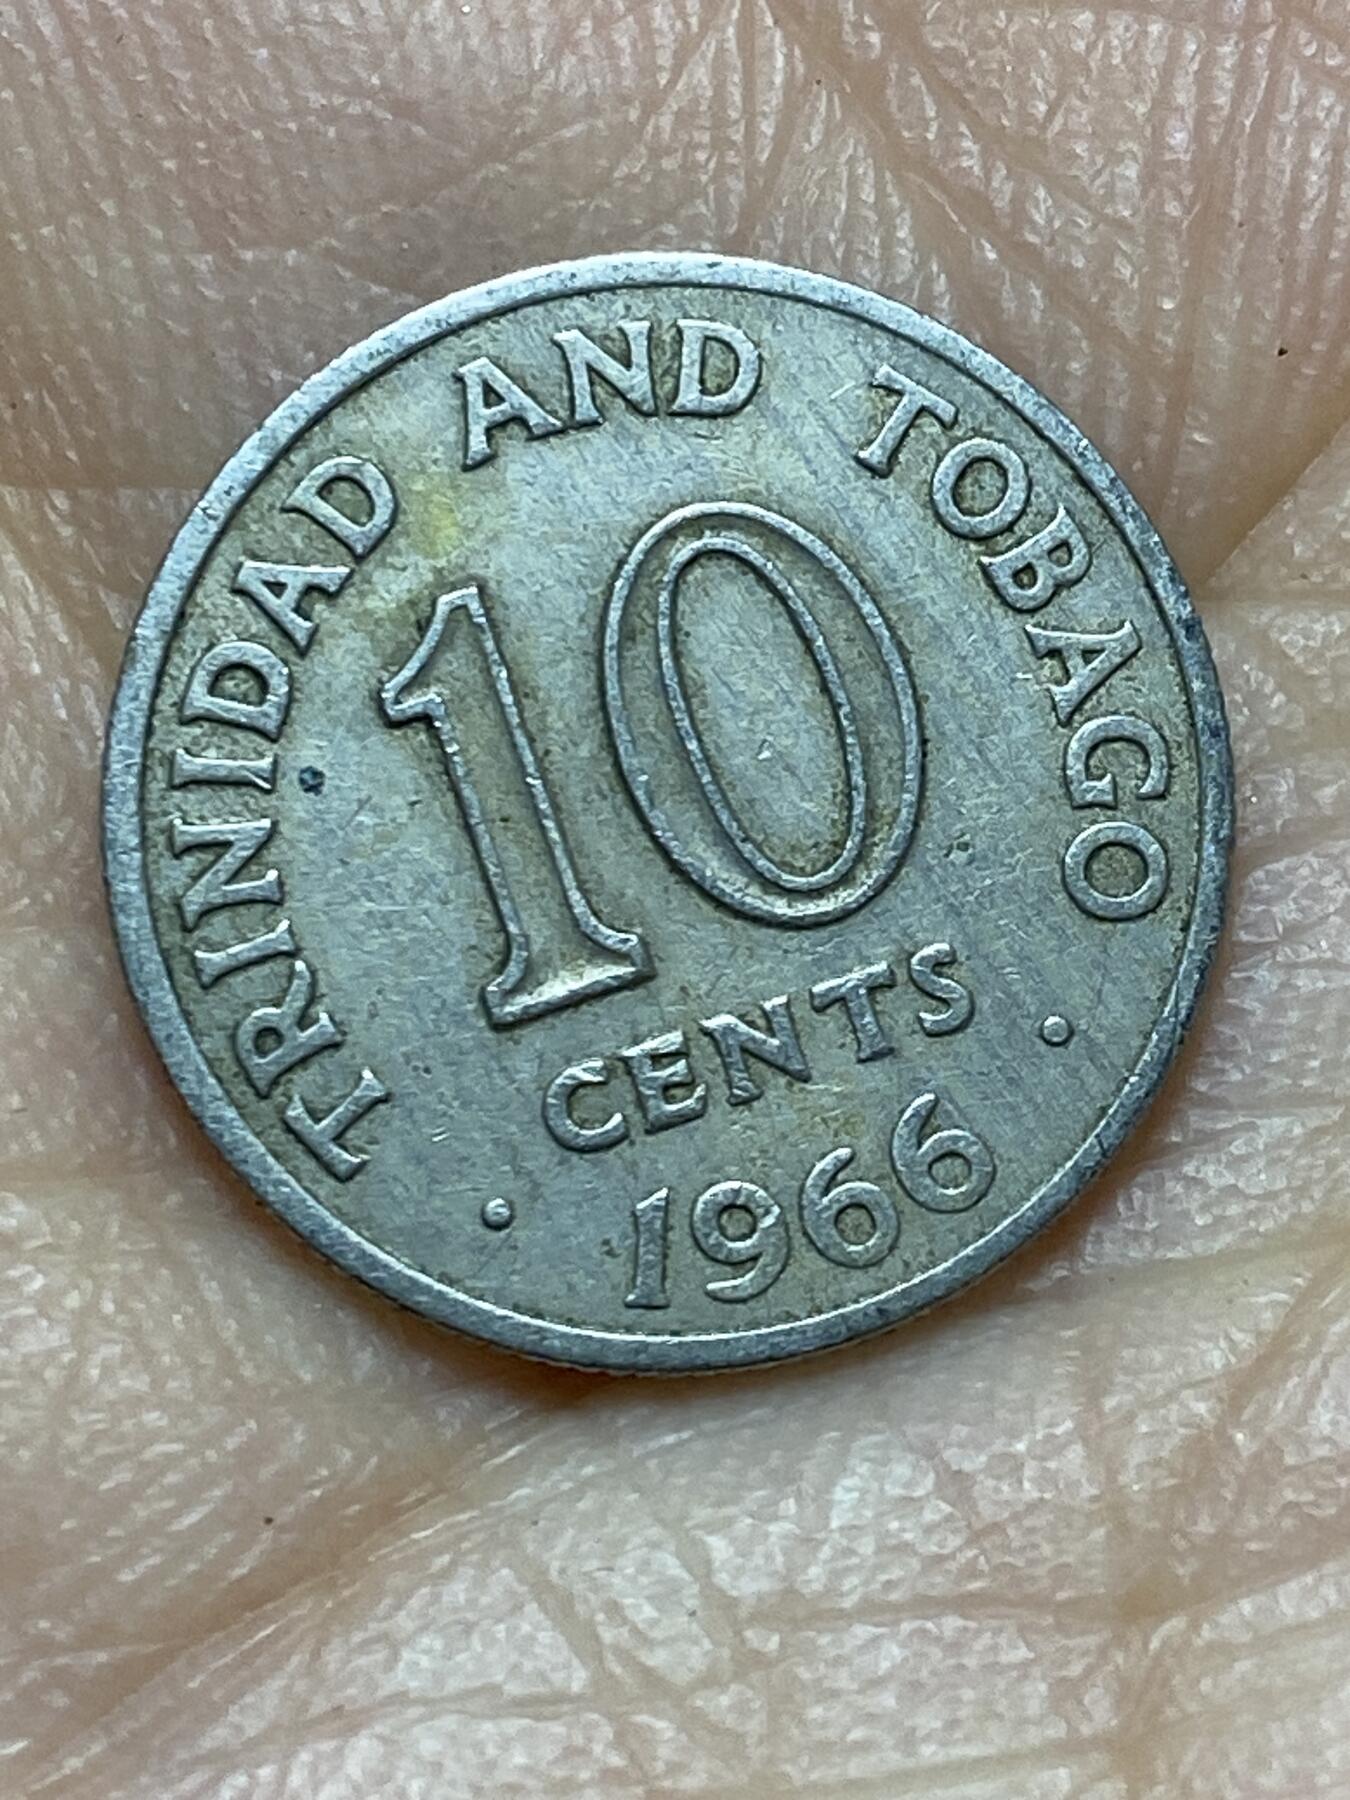 TRINIDAD AND TOBAGO
10
CENTS
· 1966 ·